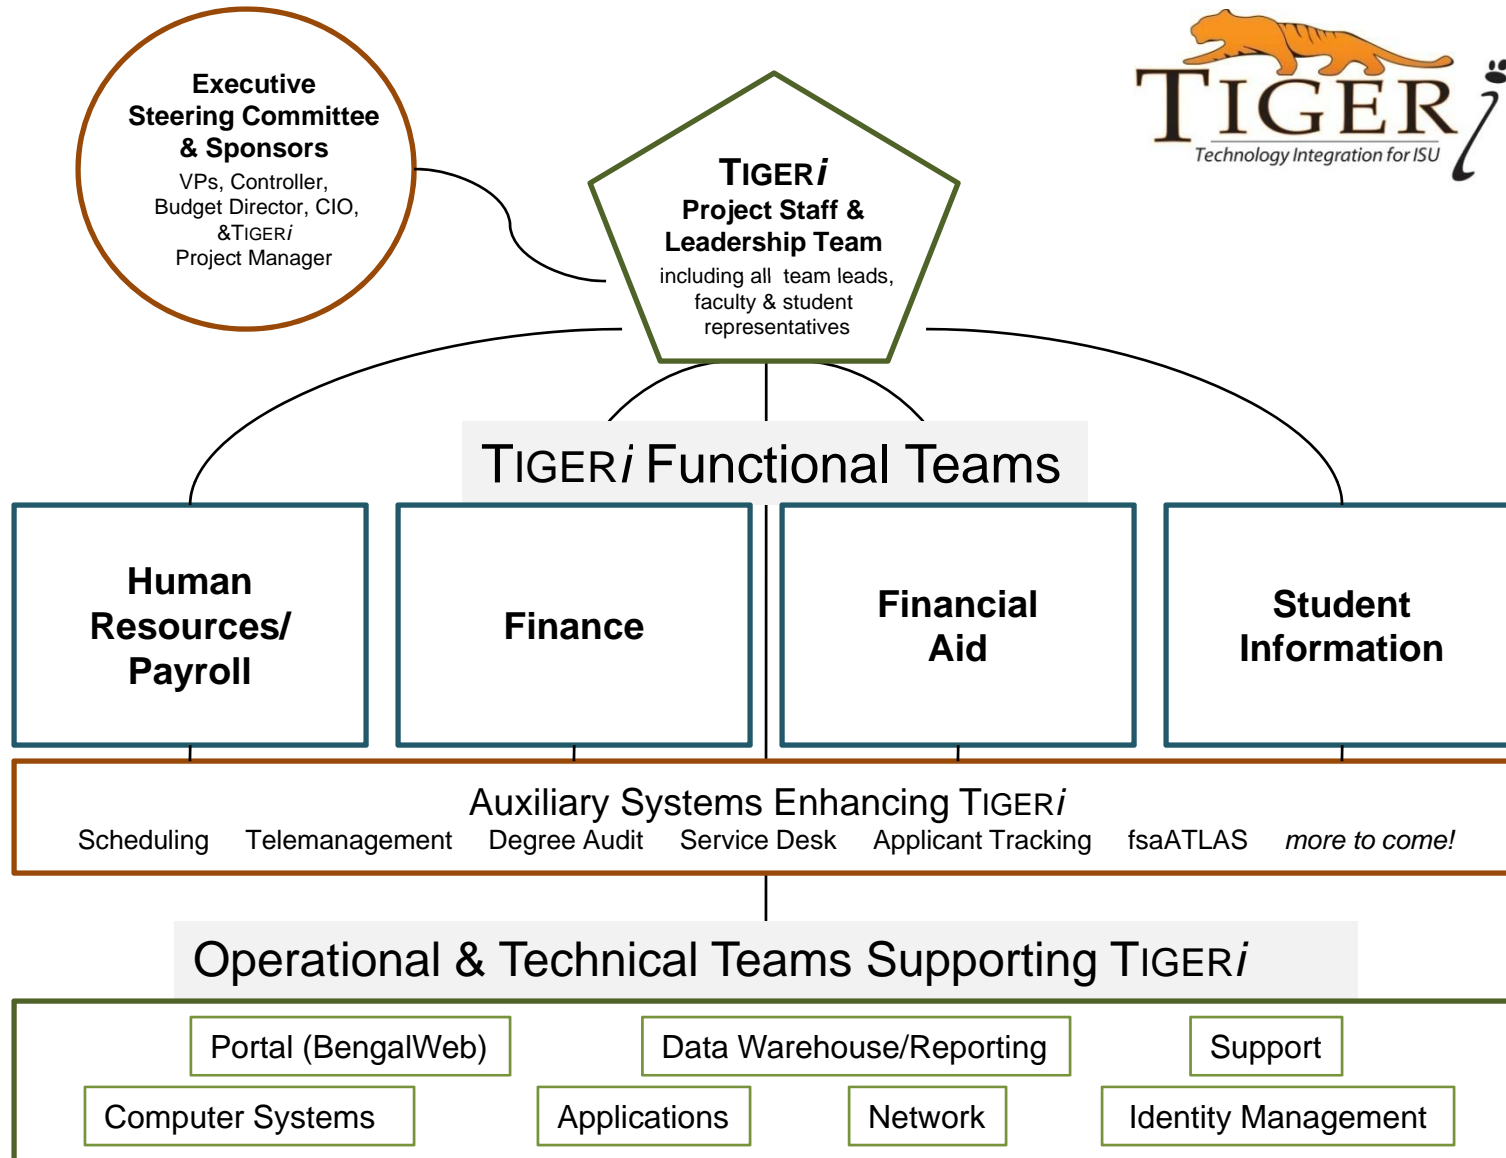 TIGERi
Technology Integration for ISU
Executive
Steering Committee
& Sponsors
VPs, Controller,
Budget Director, CIO,
&TIGERi
Project Manager
TIGERi
Project Staff &
Leadership Team
including all team leads,
faculty & student
representatives
TIGERi Functional Teams
Human
Resources/
Payroll
Finance
Financial
Aid
Student
Information
Auxiliary Systems Enhancing TIGERi
Scheduling Telemanagement Degree Audit Service Desk Applicant Tracking fsaATLAS more to come!
Operational & Technical Teams Supporting TIGERi
Portal (BengalWeb) Data Warehouse/Reporting Support
Computer Systems Applications Network Identity Management